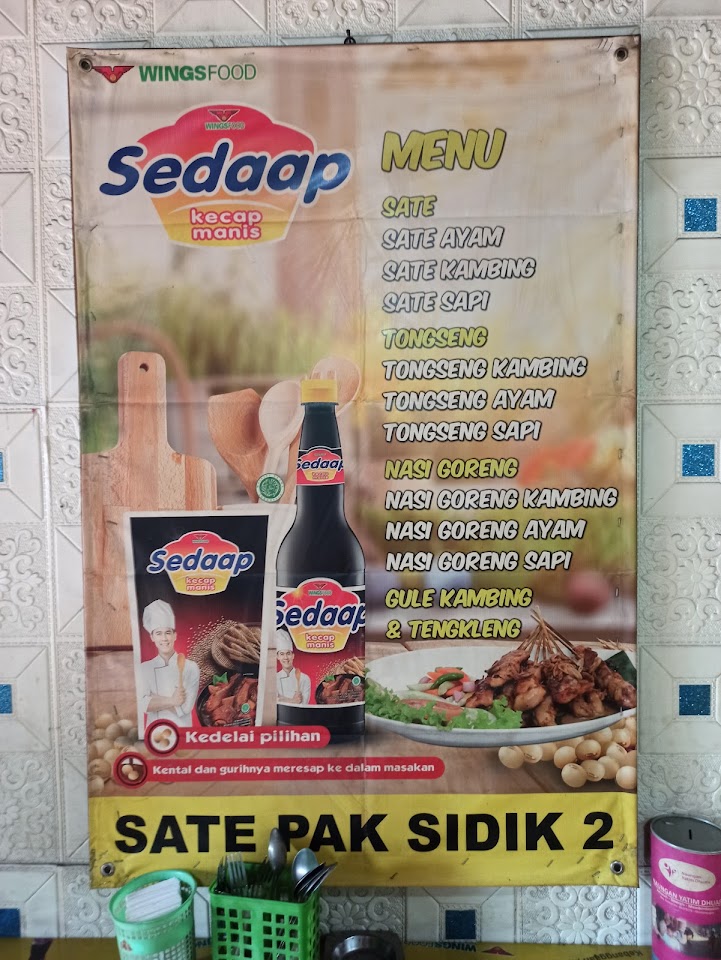 WINGSFOOD
WINGSFOOD
Sedaap
kecap
manis
MENU
SATE
SATE AYAM
SATE KAMBING
SATE SAPI
TONGSENG
TONGSENG KAMBING
TONGSENG AYAM
TONGSENG SAPI
NASI GORENG
NASI GORENG KAMBING
NASI GORENG AYAM
NASI GORENG SAPI
GULE KAMBING
& TENGKLENG
Sedaap
Sedaap
kecap
manis
WINGSFOOD
Sedaap
kecap
manis
Kedelai pilihan
Kental dan gurihnya meresap ke dalam masakan
SATE PAK SIDIK 2